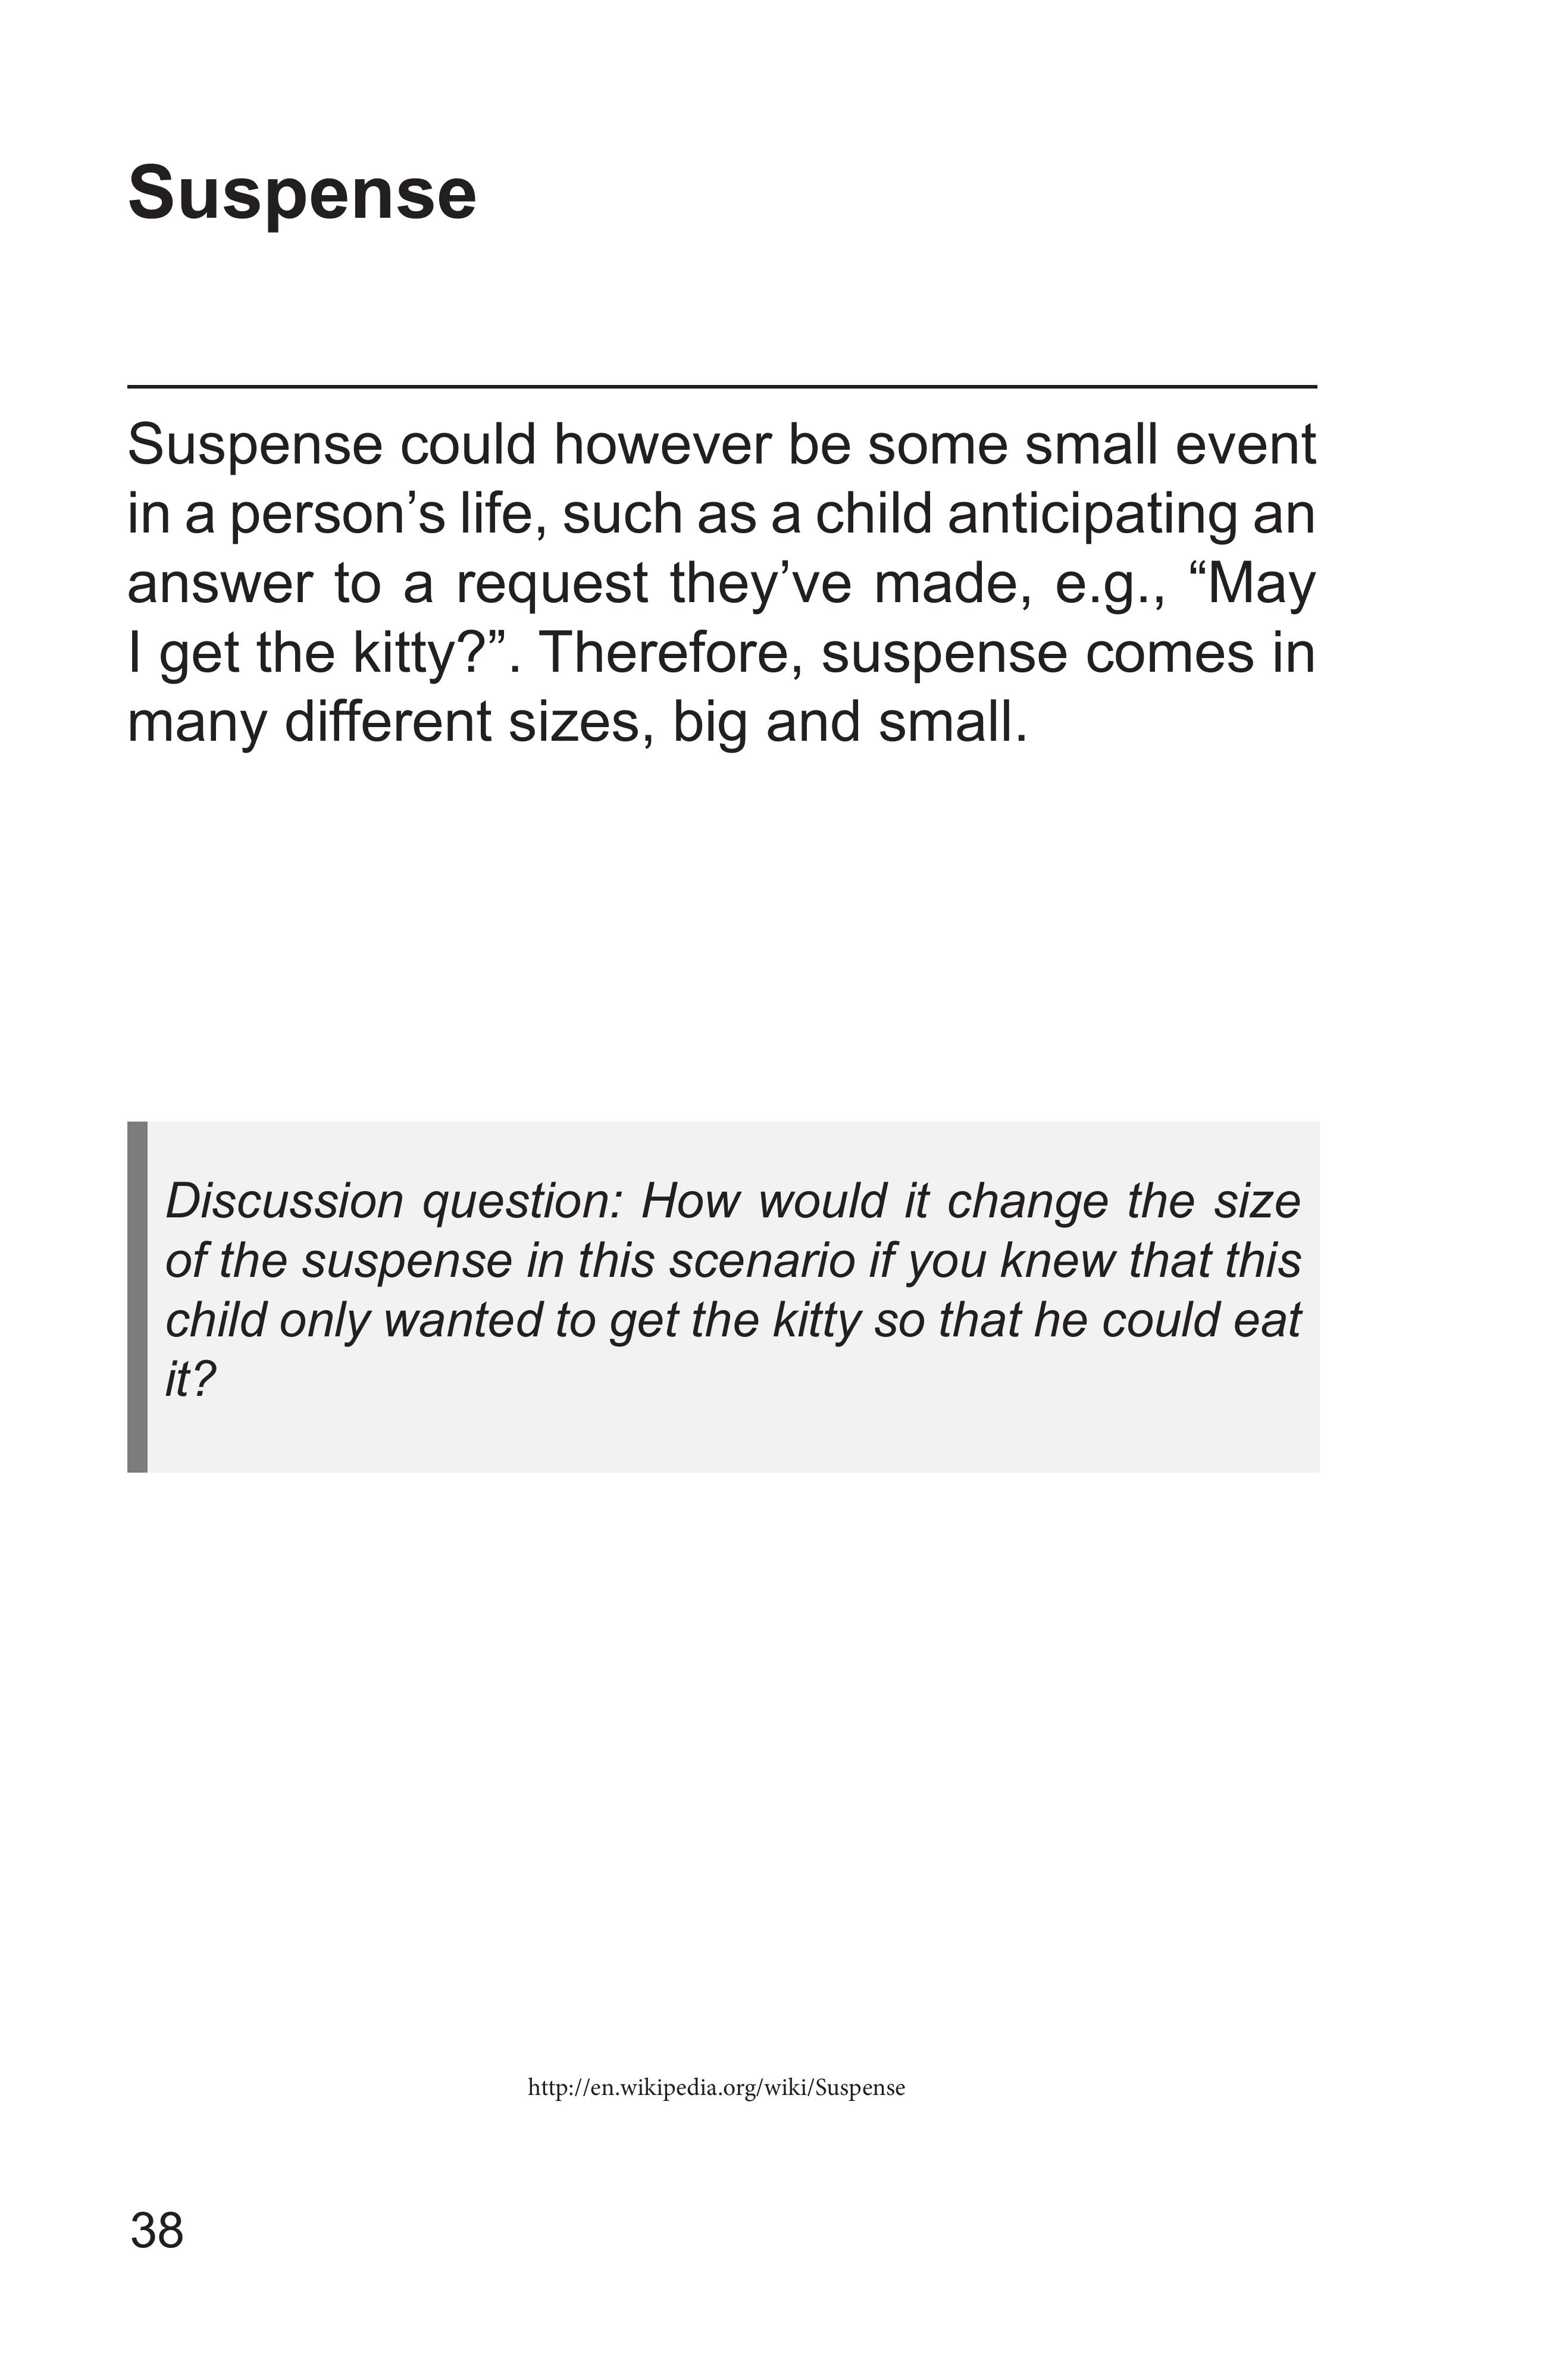 Suspense
Suspense could however be some small event
in a person’s life, such as a child anticipating an
answer to a request they’ve made, e.g., “May
I get the kitty?”. Therefore, suspense comes in
many different sizes, big and small.
Discussion question: How would it change the size
of the suspense in this scenario if you knew that this
child only wanted to get the kitty so that he could eat
it?
http://en.wikipedia.org/wiki/Suspense
38